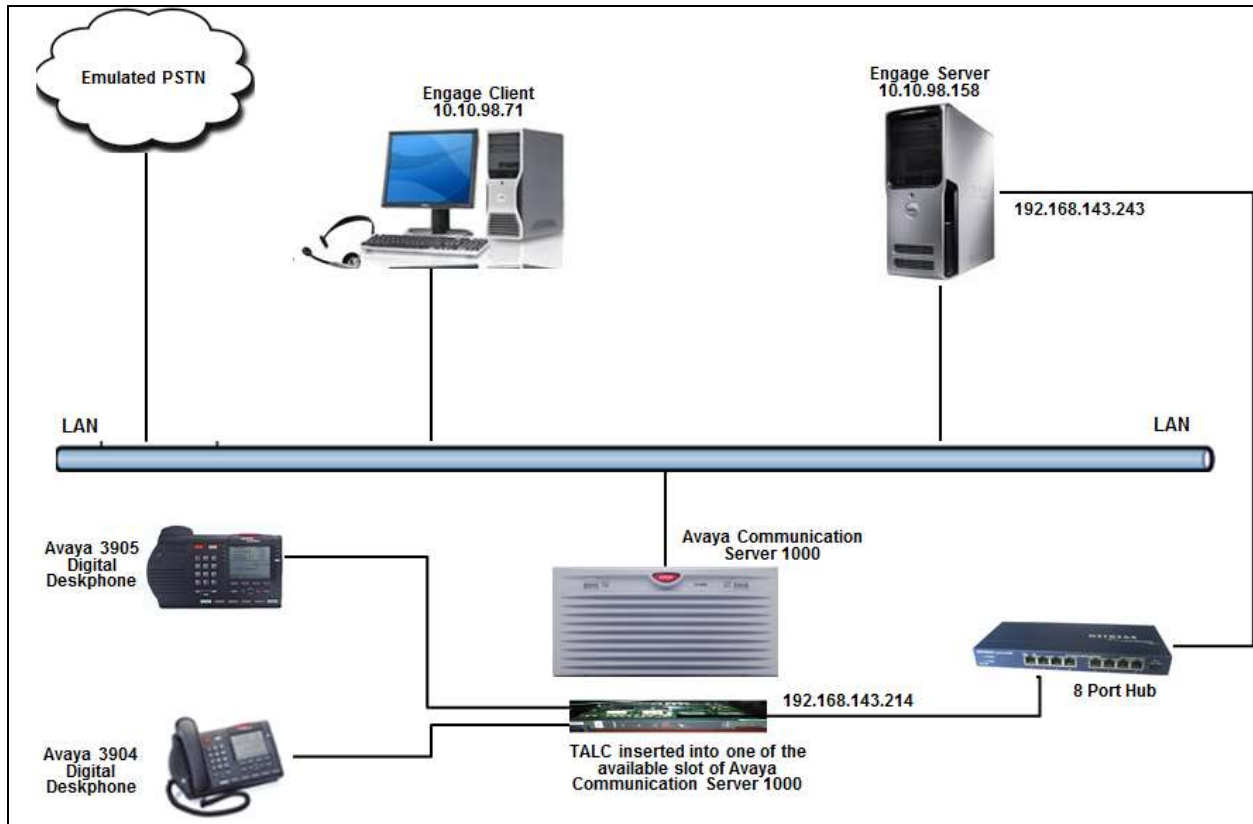 Emulated PSTN
Engage Client
10.10.98.71
Engage Server
10.10.98.158
192.168.143.243
LAN
LAN
Avaya 3905
Digital
Deskphone
Avaya Communication
Server 1000
192.168.143.214
8 Port Hub
Avaya 3904
Digital
Deskphone
TALC inserted into one of the
available slot of Avaya
Communication Server 1000